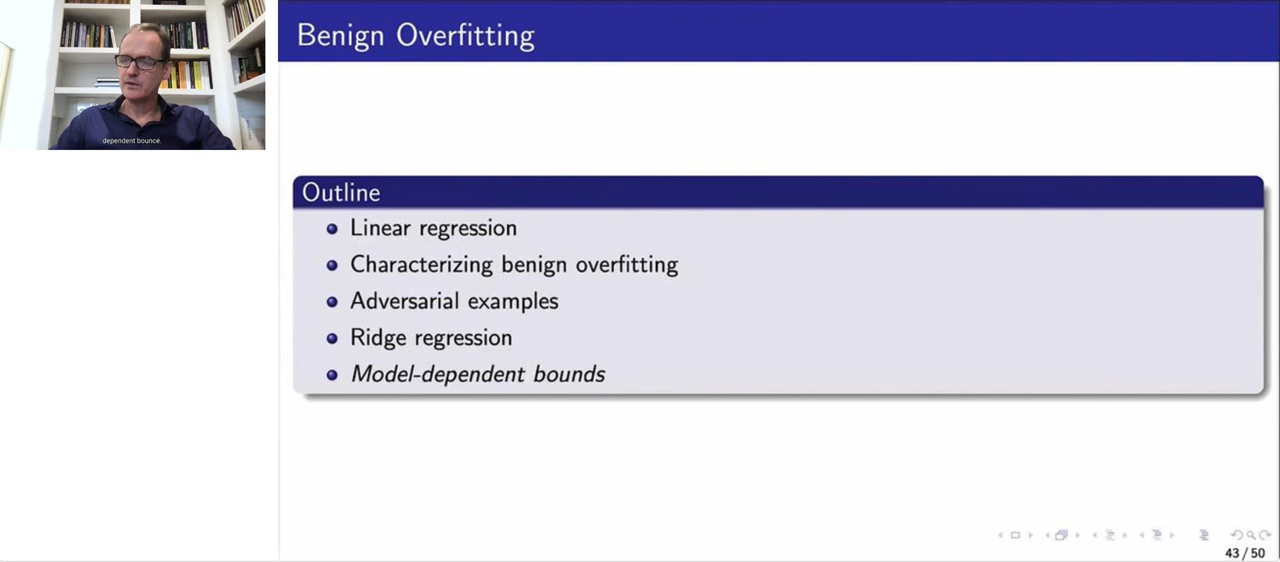 dependent bounce.
Benign Overfitting
Outline
Linear regression
Characterizing benign overfitting
Adversarial examples
Ridge regression
Model-dependent bounds
43 / 50